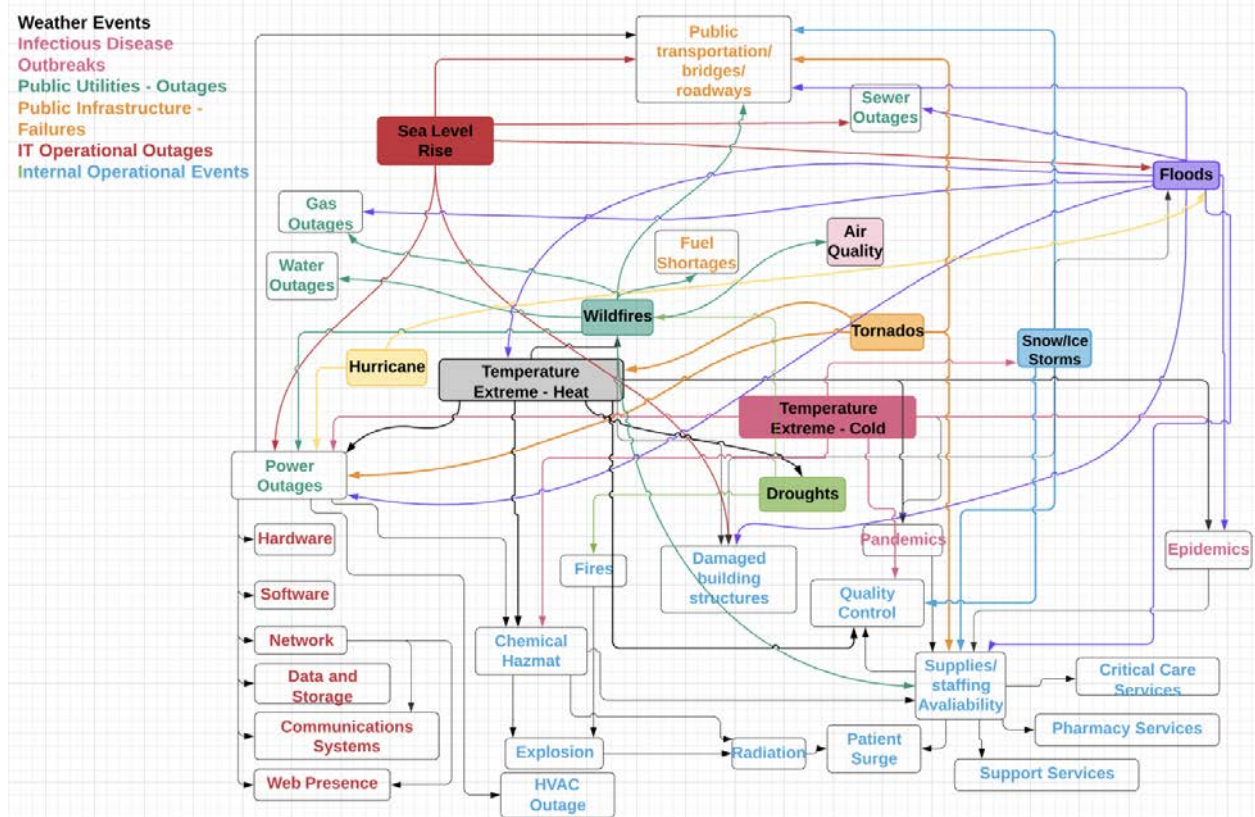 Weather Events
Infectious Disease
Outbreaks
Public Utilities - Outages
Public Infrastructure -
Failures
IT Operational Outages
Internal Operational Events
Public
transportation/
bridges/
roadways
Sewer
Outages
Sea Level
Rise
Floods
Gas
Outages
Air
Quality
Fuel
Shortages
Water
Outages
Wildfires
Tornados
Snow/Ice
Storms
Hurricane
Temperature
Extreme - Heat
Temperature
Extreme - Cold
Power
Outages
Droughts
Hardware
Pandemics
Epidemics
Fires
Damaged
building
structures
Quality
Control
Software
Network
Chemical
Hazmat
Supplies/
staffing
Avaliability
Critical Care
Services
Data and
Storage
Communications
Systems
Pharmacy Services
Explosion
Radiation
Patient
Surge
Support Services
Web Presence
HVAC
Outage